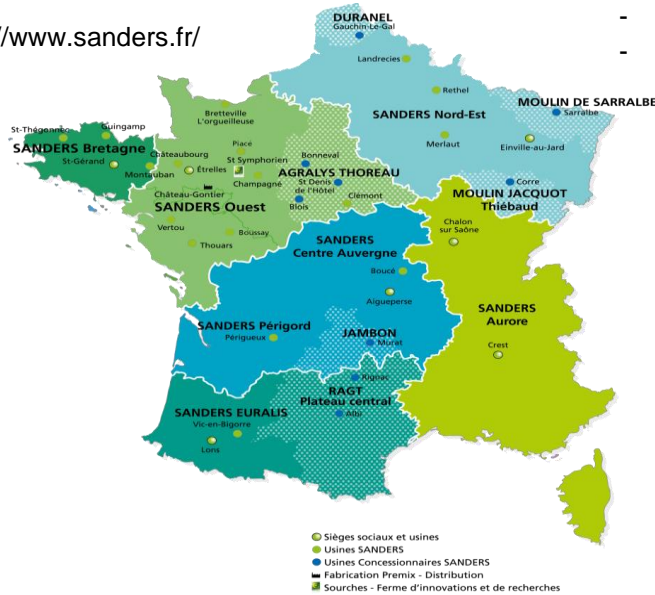 //www.sanders.fr/
-
-
DURANEL
Gauchin-Le-Gal
Landrecies
Rethel
MOULIN DE SARRALBE
Sarralbe
SANDERS Nord-Est
Merlaut
Einville-au-Jard
Bretteville
L'orgueilleuse
St-Thégonnec
Guingamp
SANDERS Bretagne
St-Gérand
Montauban
Châteaubourg
Piacé
St Symphorien
Étrelles
Champagné
Bonneval
AGRALYS THOREAU
St Denis
de l'Hôtel
Blois
Clémont
Château-Gontier
SANDERS Ouest
Vertou
Boussay
Thouars
Corre
MOULIN JACQUOT
Thiébaud
Chalon
sur Saône
SANDERS
Centre Auvergne
Boucé
Aigueperse
SANDERS
Aurore
Crest
SANDERS Périgord
Périgueux
JAMBON
Murat
Rignac
RAGT
Plateau central
Albi
SANDERS EURALIS
Vic-en-Bigorre
Lons
Sièges sociaux et usines
Usines SANDERS
Usines Concessionnaires SANDERS
Fabrication Premix - Distribution
Sourches - Ferme d'innovations et de recherches